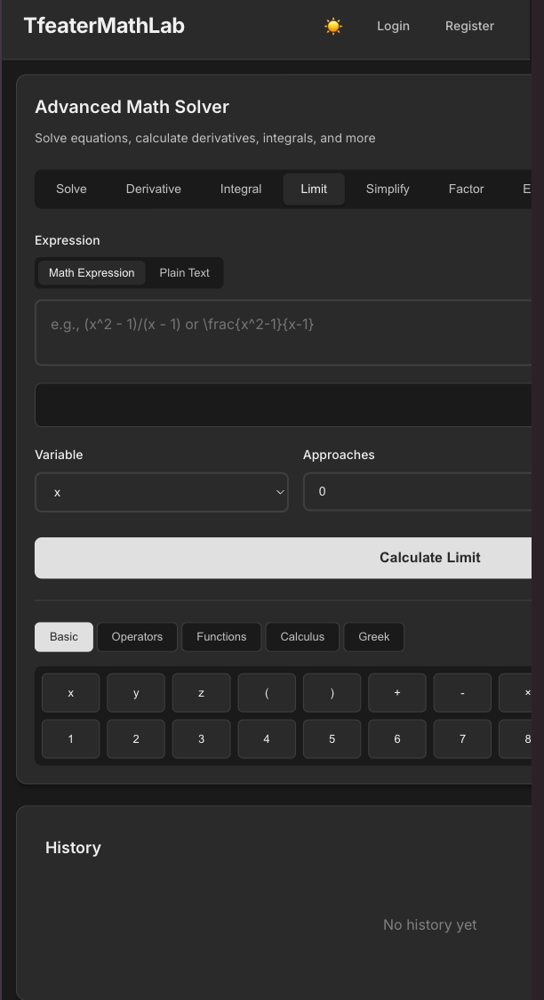 TfeaterMathLab
Login Register
Advanced Math Solver
Solve equations, calculate derivatives, integrals, and more
Solve Derivative Integral Limit Simplify Factor E
Expression
Math Expression Plain Text
e.g., (x^2 - 1)/(x - 1) or \frac{x^2-1}{x-1}
Variable Approaches
x 0
Calculate Limit
Basic Operators Functions Calculus Greek
x y z ( ) + - ×
1 2 3 4 5 6 7 8
History
No history yet